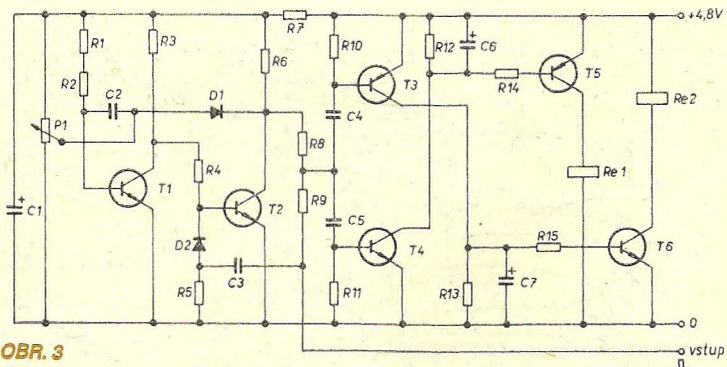 R7
+4,8V
R1
R3
R10
R12
C6
R2
R6
T3
R14
T5
C2
D1
Re2
P1
C4
R8
R4
Re1
T1
R9
C1
T2
C5
D2
T4
R15
T6
C3
R5
R11
R13
C7
0
OBR. 3
vstup